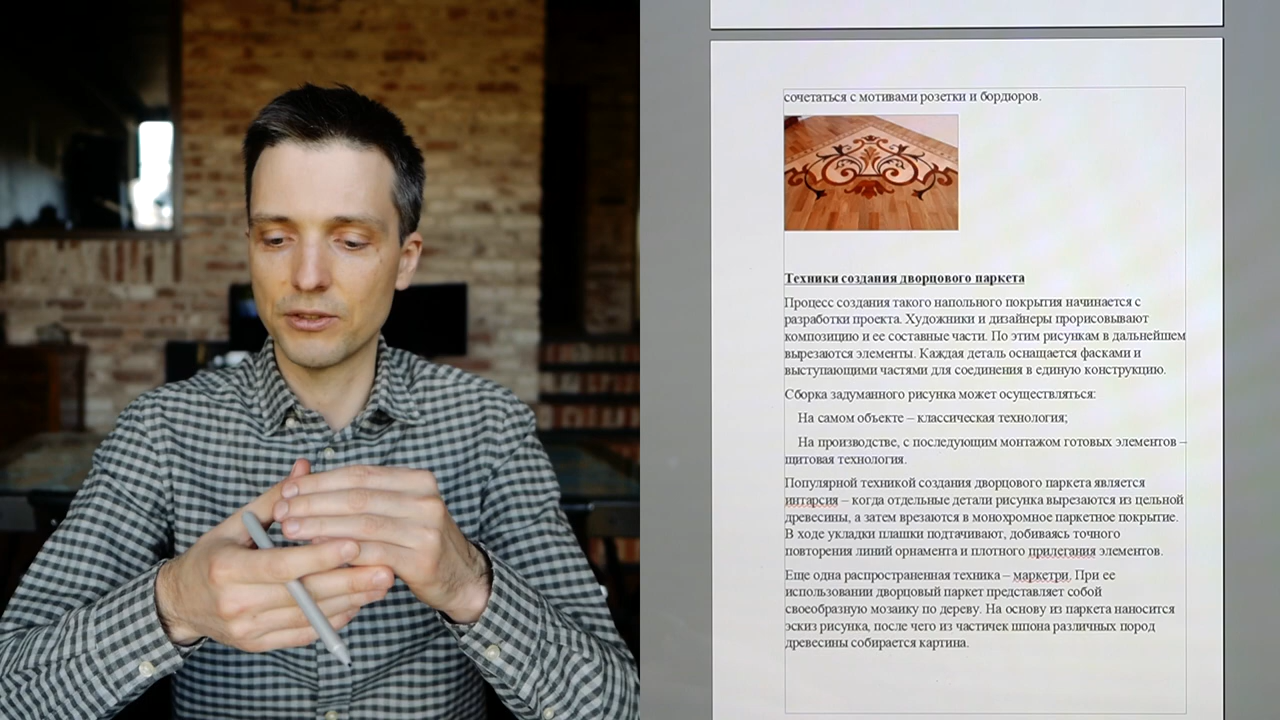 сочетаться с мотивами розетки и бордюров.
Техники создания дворцового паркета
Процесс создания такого напольного покрытия начинается с
разработки проекта. Художники и дизайнеры прорисовывают
композицию и ее составные части. По этим рисункам в дальнейшем
вырезаются элементы. Каждая деталь оснащается фасками и
выступающими частями для соединения в единую конструкцию.
Сборка задуманного рисунка может осуществляться:
На самом объекте – классическая технология;
На производстве, с последующим монтажом готовых элементов –
щитовая технология.
Популярной техникой создания дворцового паркета является
интарсия – когда отдельные детали рисунка вырезаются из цельной
древесины, а затем врезаются в монохромное паркетное покрытие.
В ходе укладки плашки подтачивают, добиваясь точного
повторения линий орнамента и плотного прилегания элементов.
Еще одна распространенная техника – маркетри. При ее
использовании дворцовый паркет представляет собой
своеобразную мозаику по дереву. На основу из паркета наносится
эскиз рисунка, после чего из частичек шпона различных пород
древесины собирается картина.